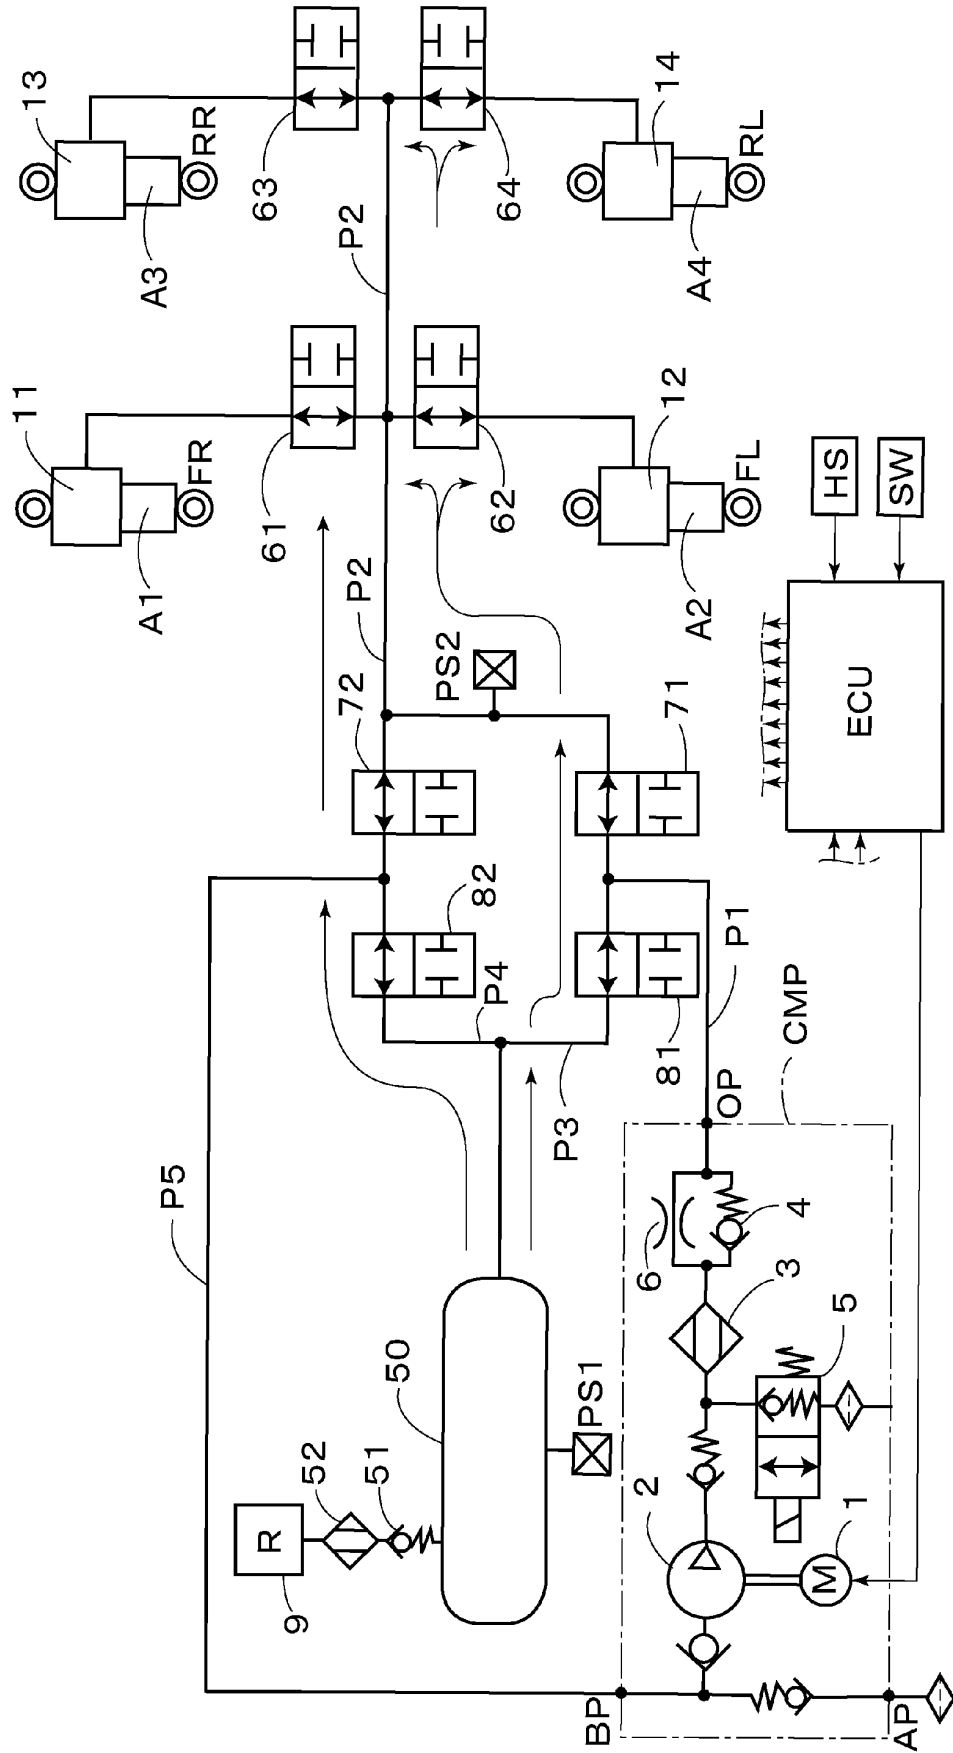 13
RR
A3
63
64
P2
14
RL
A4
11
FR
A1
61
62
P2
12
FL
A2
HS
SW
ECU
PS2
72
71
82
81
P4
P3
P1
CMP
OP
P5
50
PS1
52
51
R
9
6
4
3
5
2
1
M
BP
AP